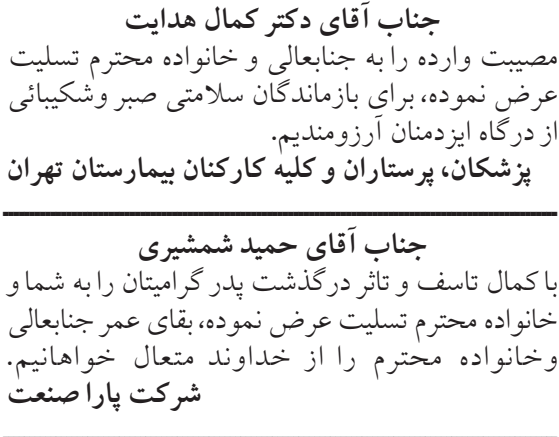 جناب آقای دکتر کمال هدایت
مصیبت وارده را به جنابعالی و خانواده محترم تسلیت
عرض نموده، برای بازماندگان سلامتی صبر وشکیبائی
از درگاه ایزدمنان آرزومندیم.
پزشکان، پرستاران و کلیه کارکنان بیمارستان تهران
جناب آقای حمید شمشیری
با کمال تاسف و تاثر درگذشت پدر گرامیتان را به شما و
خانواده محترم تسلیت عرض نموده، بقای عمر جنابعالی
وخانواده محترم را از خداوند متعال خواهانیم.
شرکت پارا صنعت